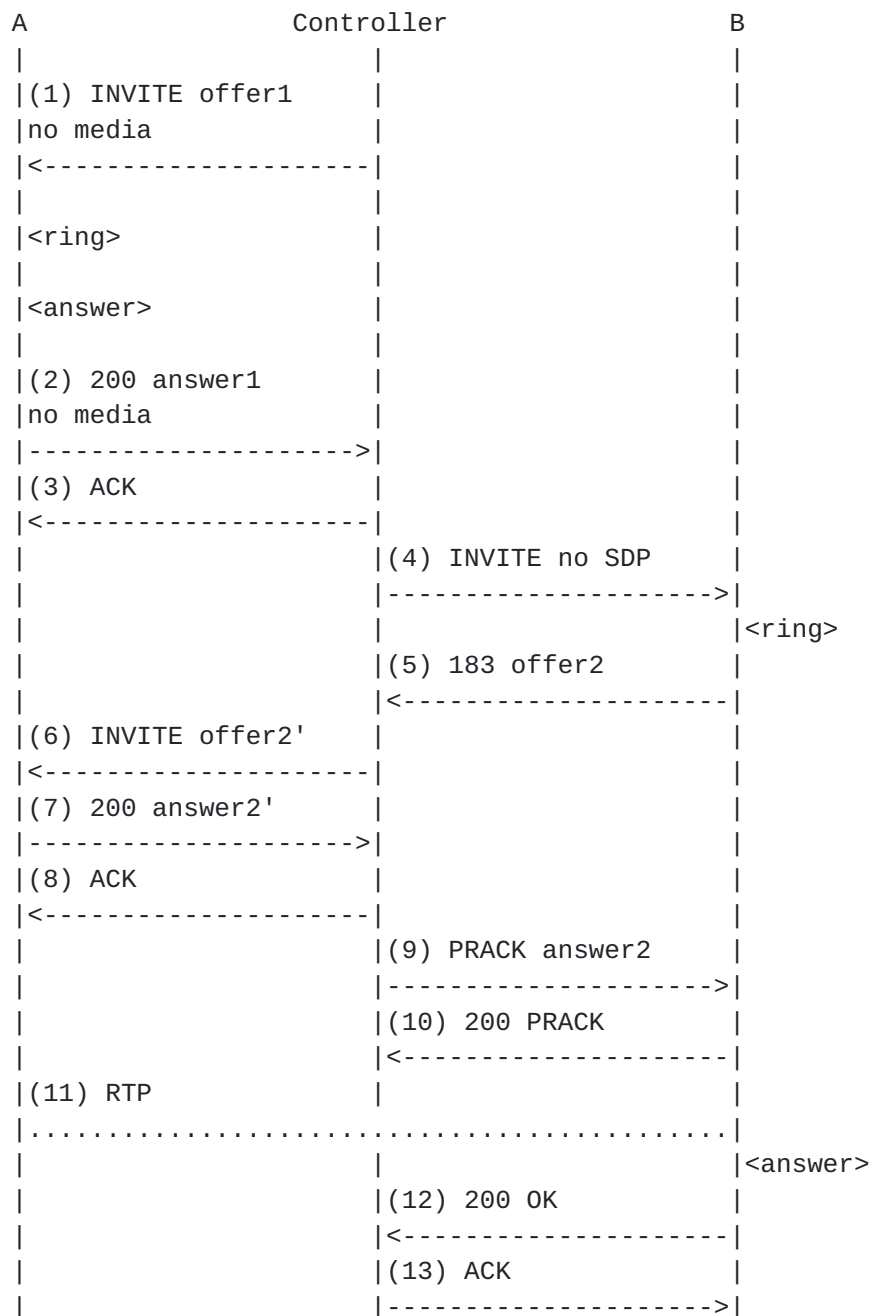 A Controller B
(1) INVITE offer1
no media
<ring>
<answer>
(2) 200 answer1
no media
(3) ACK
(4) INVITE no SDP
<ring>
(5) 183 offer2
(6) INVITE offer2'
(7) 200 answer2'
(8) ACK
(9) PRACK answer2
(10) 200 PRACK
(11) RTP
<answer>
(12) 200 OK
(13) ACK